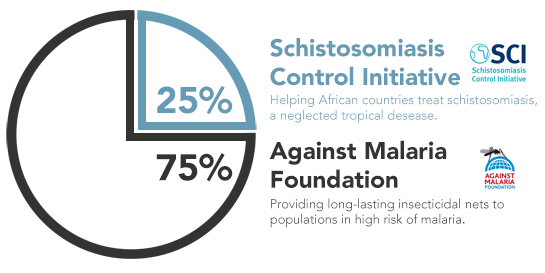 25%
75%
Schistosomiasis
Control Initiative
SCI
Schistosomiasis
Control Initiative
Helping African countries treat schistosomiasis,
a neglected tropical desease.
Against Malaria
Foundation
AGAINST
MALARIA
FOUNDATION
Providing long-lasting insecticidal nets to
populations in high risk of malaria.